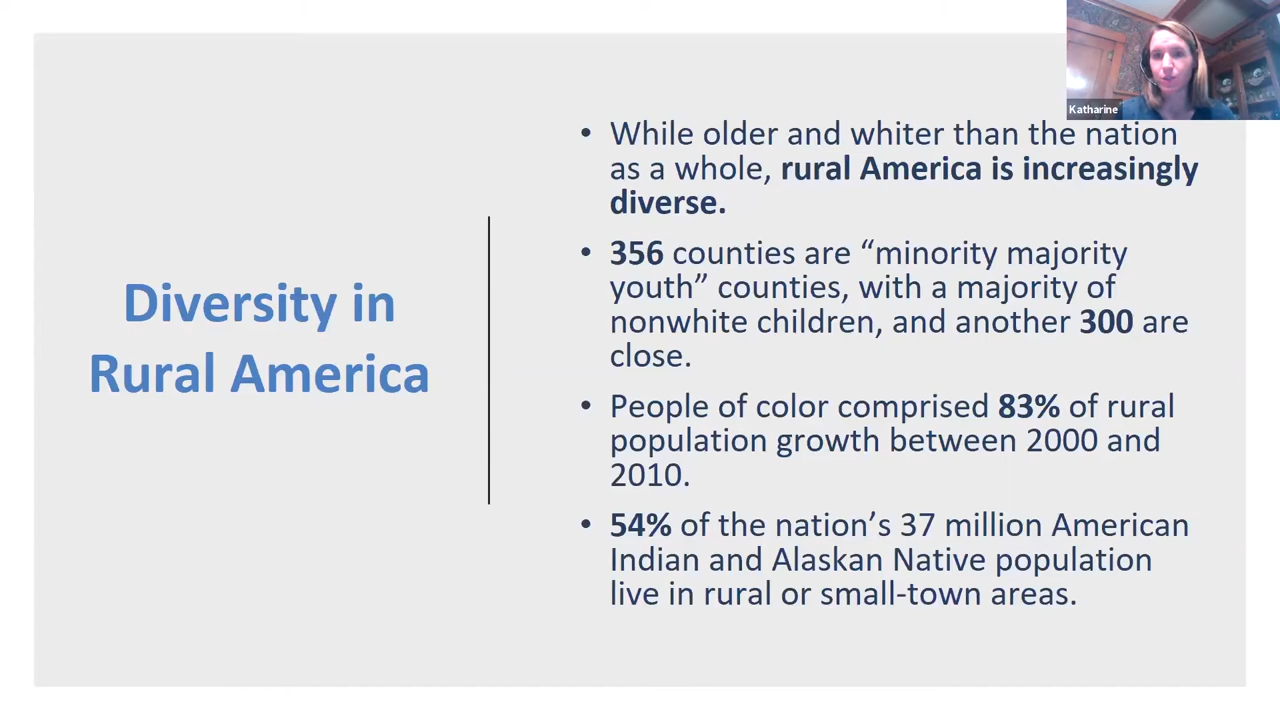 Katharine
Diversity in
Rural America
• While older and whiter than the nation
as a whole, rural America is increasingly
diverse.
• 356 counties are “minority majority
youth” counties, with a majority of
nonwhite children, and another 300 are
close.
• People of color comprised 83% of rural
population growth between 2000 and
2010.
• 54% of the nation’s 37 million American
Indian and Alaskan Native population
live in rural or small-town areas.